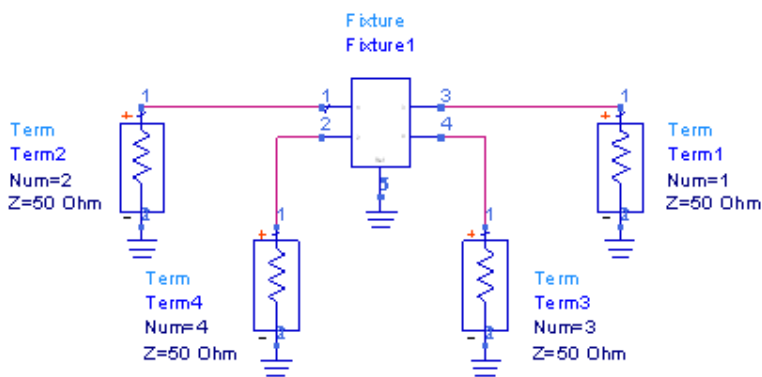 Fixture
Fixture1
1
1
3
1
2
4
Term
Term2
Num=2
Z=50 Ohm
Term
Term1
Num=1
Z=50 Ohm
5
1
1
Term
Term4
Num=4
Z=50 Ohm
Term
Term3
Num=3
Z=50 Ohm